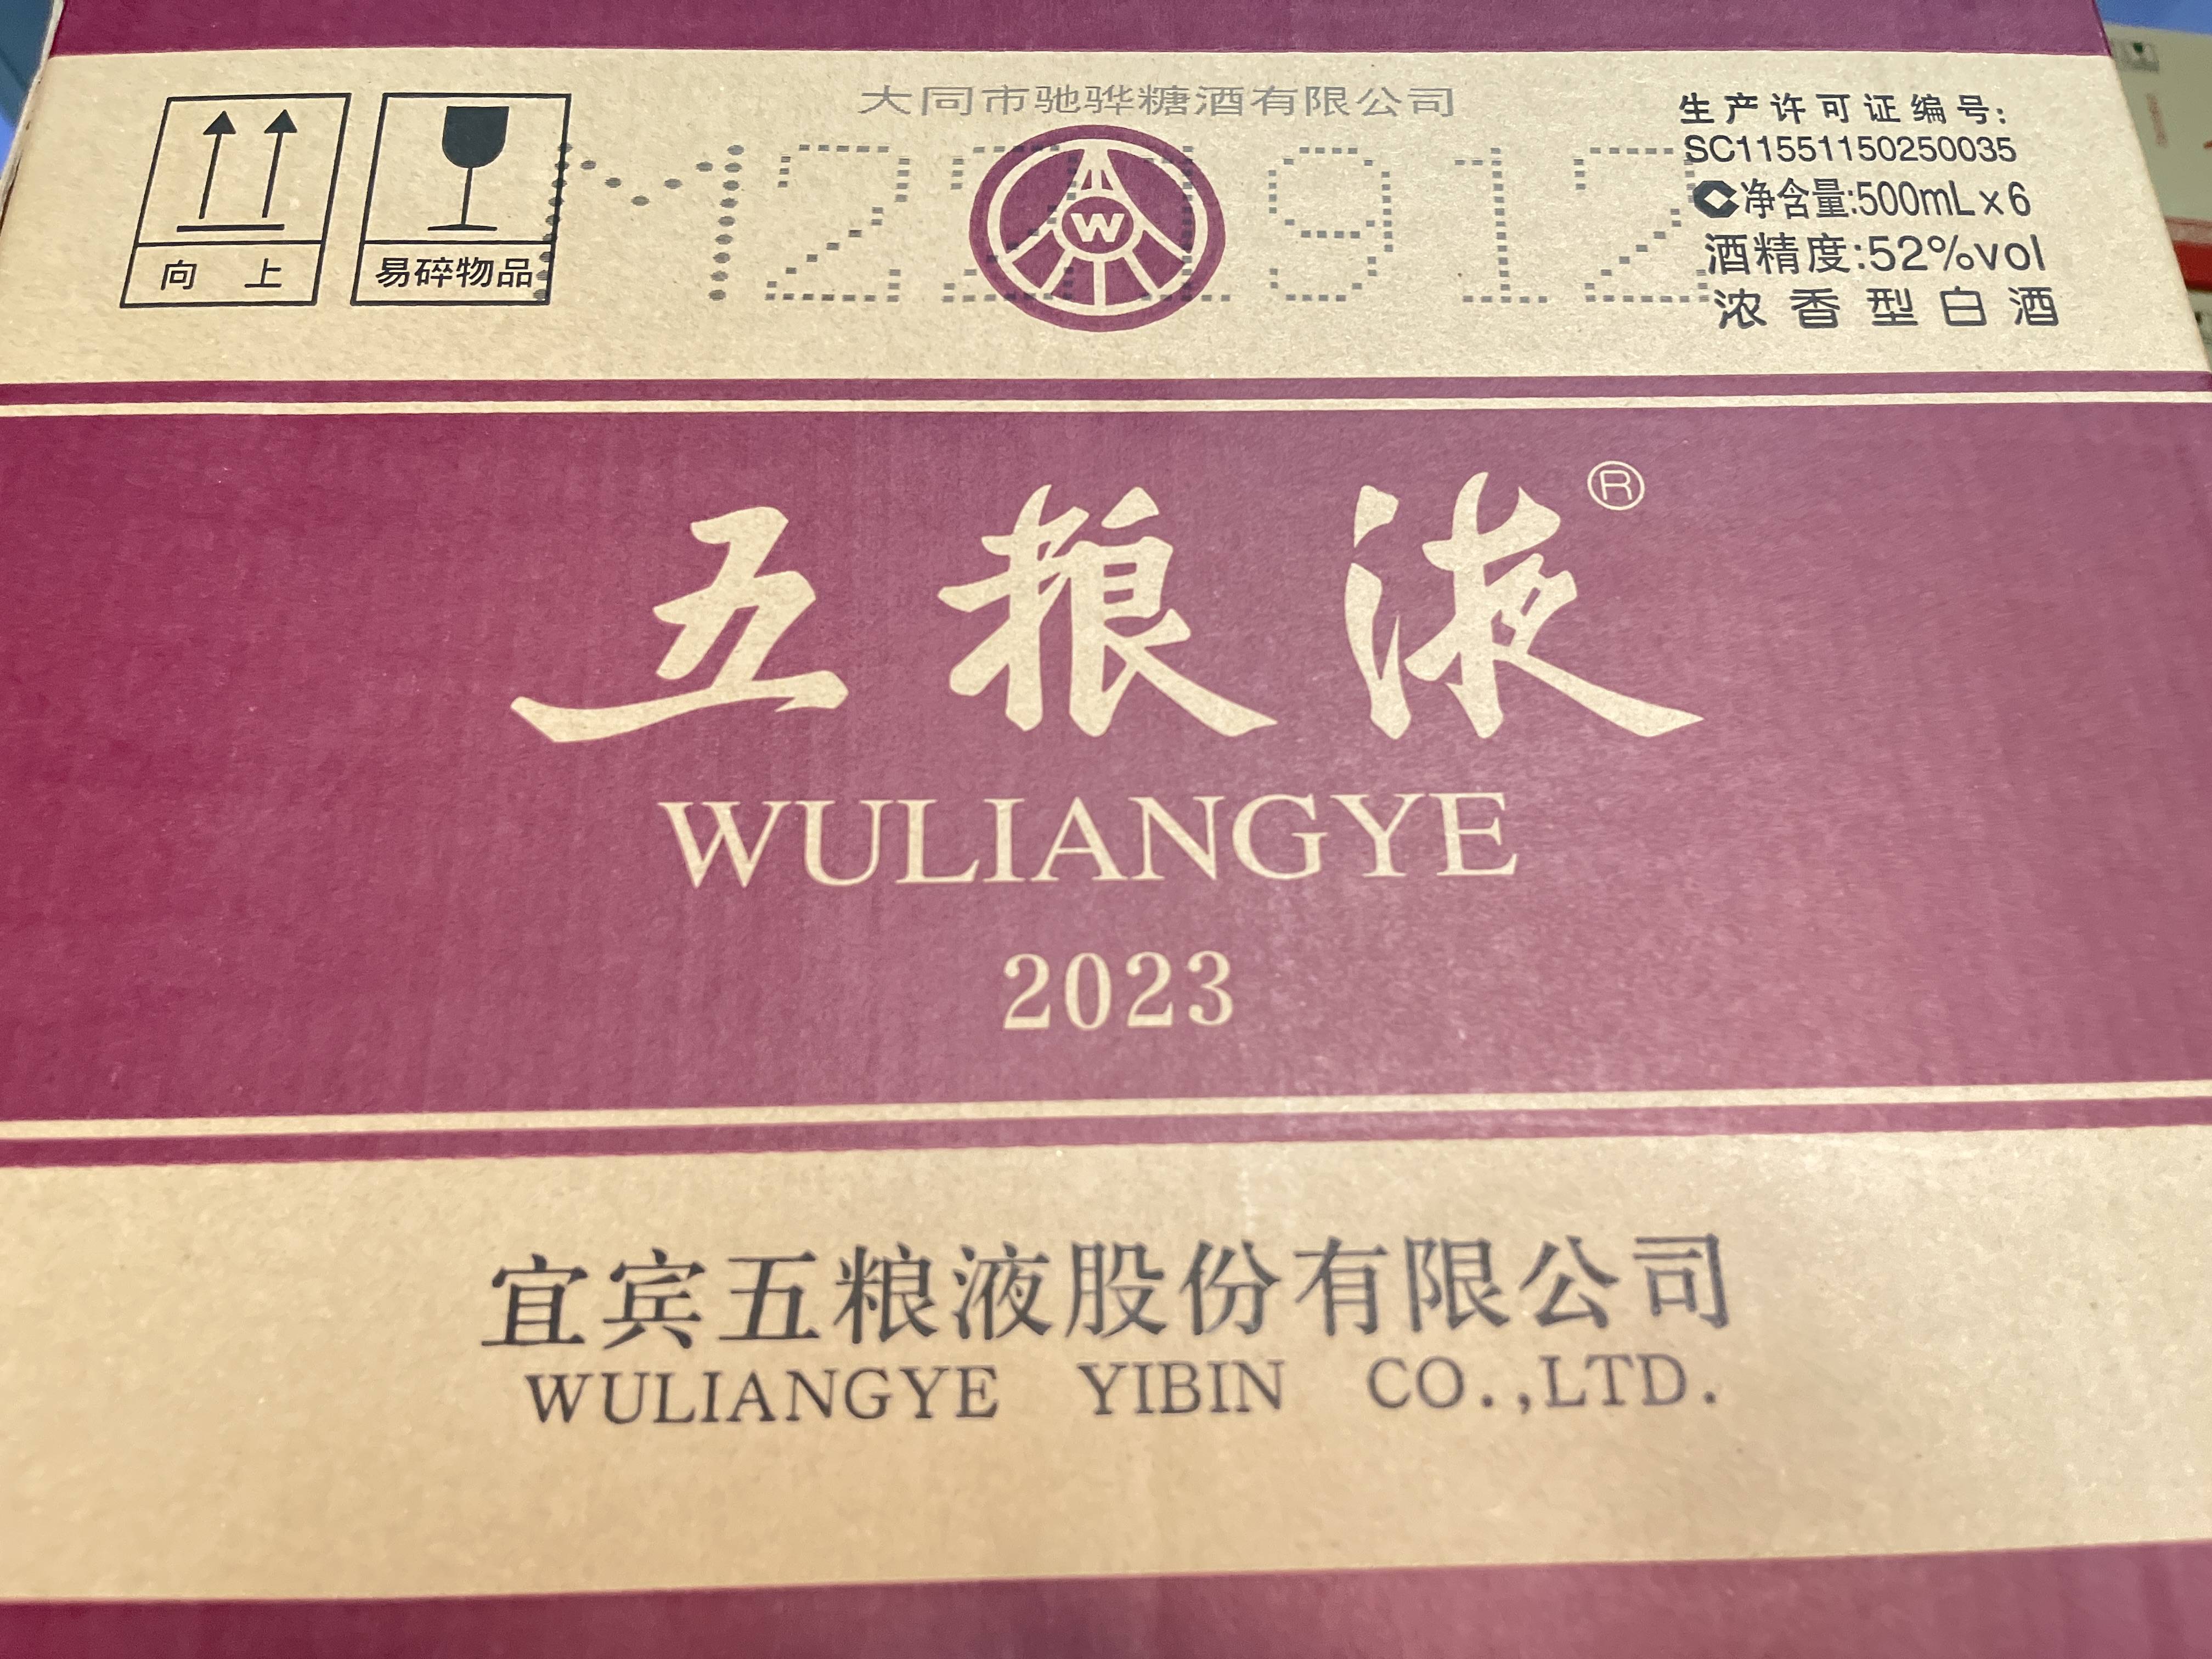 大同市驰骅糖酒有限公司
向 上
易碎物品
W
生产许可证编号:
SC11551150250035
净含量:500mL×6
酒精度:52%vol
浓香型白酒
五粮液®
WULIANGYE
2023
宜宾五粮液股份有限公司
WULIANGYE YIBIN CO.,LTD.